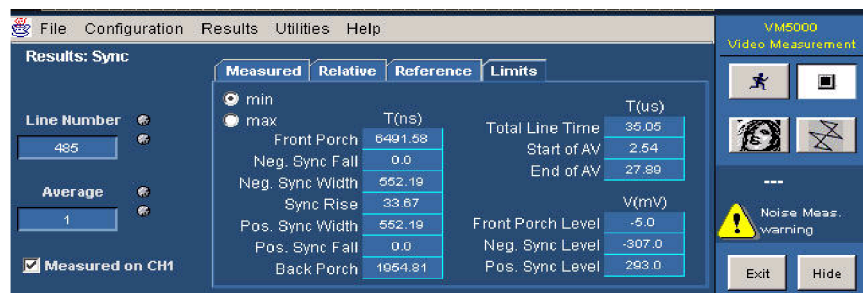 File Configuration Results Utilities Help
Results: Sync
Measured Relative Reference Limits
min
max
Line Number
485
Average
1
Measured on CH1
T(ns)
Front Porch 6491.58
Neg. Sync Fall 0.0
Neg. Sync Width 552.19
Sync Rise 33.67
Pos. Sync Width 552.19
Pos. Sync Fall 0.0
Back Porch 1954.81
T(us)
Total Line Time 35.05
Start of AV 2.54
End of AV 27.89
V(mV)
Front Porch Level -5.0
Neg. Sync Level -307.0
Pos. Sync Level 293.0
VM5000
Video Measurement
---
Noise Meas.
warning
Exit Hide